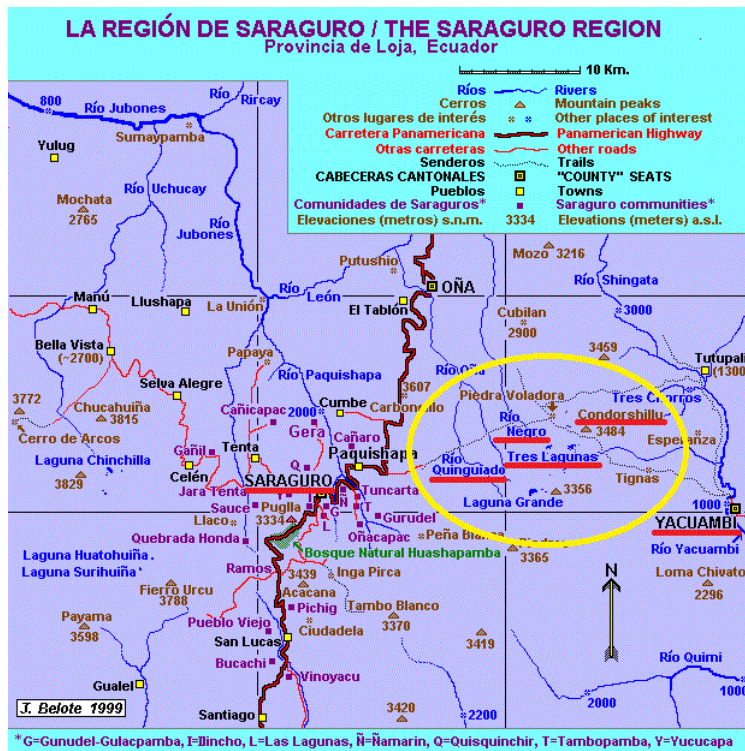 LA REGIÓN DE SARAGURO / THE SARAGURO REGION
Provincia de Loja, Ecuador
10 Km.
Ríos Rivers
Cerros Mountain peaks
Otros lugares de interés Other places of interest
Carretera Panamericana Panamerican Highway
Otras carreteras Other roads
Senderos Trails
CABECERAS CANTONALES "COUNTY" SEATS
Pueblos Towns
Comunidades de Saraguros* Saraguro communities*
Elevaciones (metros) s.n.m. 3334 Elevations (meters) a.s.l.
800
Río Jubones
Río Rircay
Sumaypamba
Yulug
Río Uchucay
Mochata
2765
Río Jubones
Putushio
Mozo 3216
Río Shingata
Río León
OÑA
La Unión
El Tablón
3000
Manú
Llushapa
Cubilan
2900
Bella Vista
(~2700)
Papaya
Río Paquishapa
3459
Tutupali
(1300
Río Oña
Selva Alegre
3607
Carboncillo
Piedra Voladora
Tres Chorros
3772
Chucahuiña
3815
Cañicapac
2000
Cumbe
Río Negro
Condorshillu
3484
Cerro de Arcos
Gera
Cañaro
Esperanza
Gañil
Tenta
Paquishapa
Río Quinguiado
Tres Lagunas
Laguna Chinchilla
Celén
Q
3829
SARAGURO
Tignas
Jara Tenta
Y
Ñ
Tuncarta
3356
Sauce
Puglla
3334
G
T
Gurudel
Laguna Grande
1000
Llaco
L
Oñacapac
YACUAMBI
Quebrada Honda
Peña Blanca
3365
Río Yacuambi
Bosque Natural Huashapamba
Laguna Huatohuiña
Laguna Surihuiña
Ramos
3439
Acacana
Inga Pirca
N
Loma Chivato
2296
Fierro Urcu
3788
Pichig
Tambo Blanco
3370
Payama
3598
Pueblo Viejo
Ciudadela
San Lucas
3419
Bucachi
Río Quimi
Gualel
Vinoyacu
2000
1000
J. Belote 1999
Santiago
3420
2200
*G=Gunudel-Gulacpamba, I=Ilincho, L=Las Lagunas, Ñ=Ñamarin, Q=Quisquinchir, T=Tambopamba, Y=Yucucapa